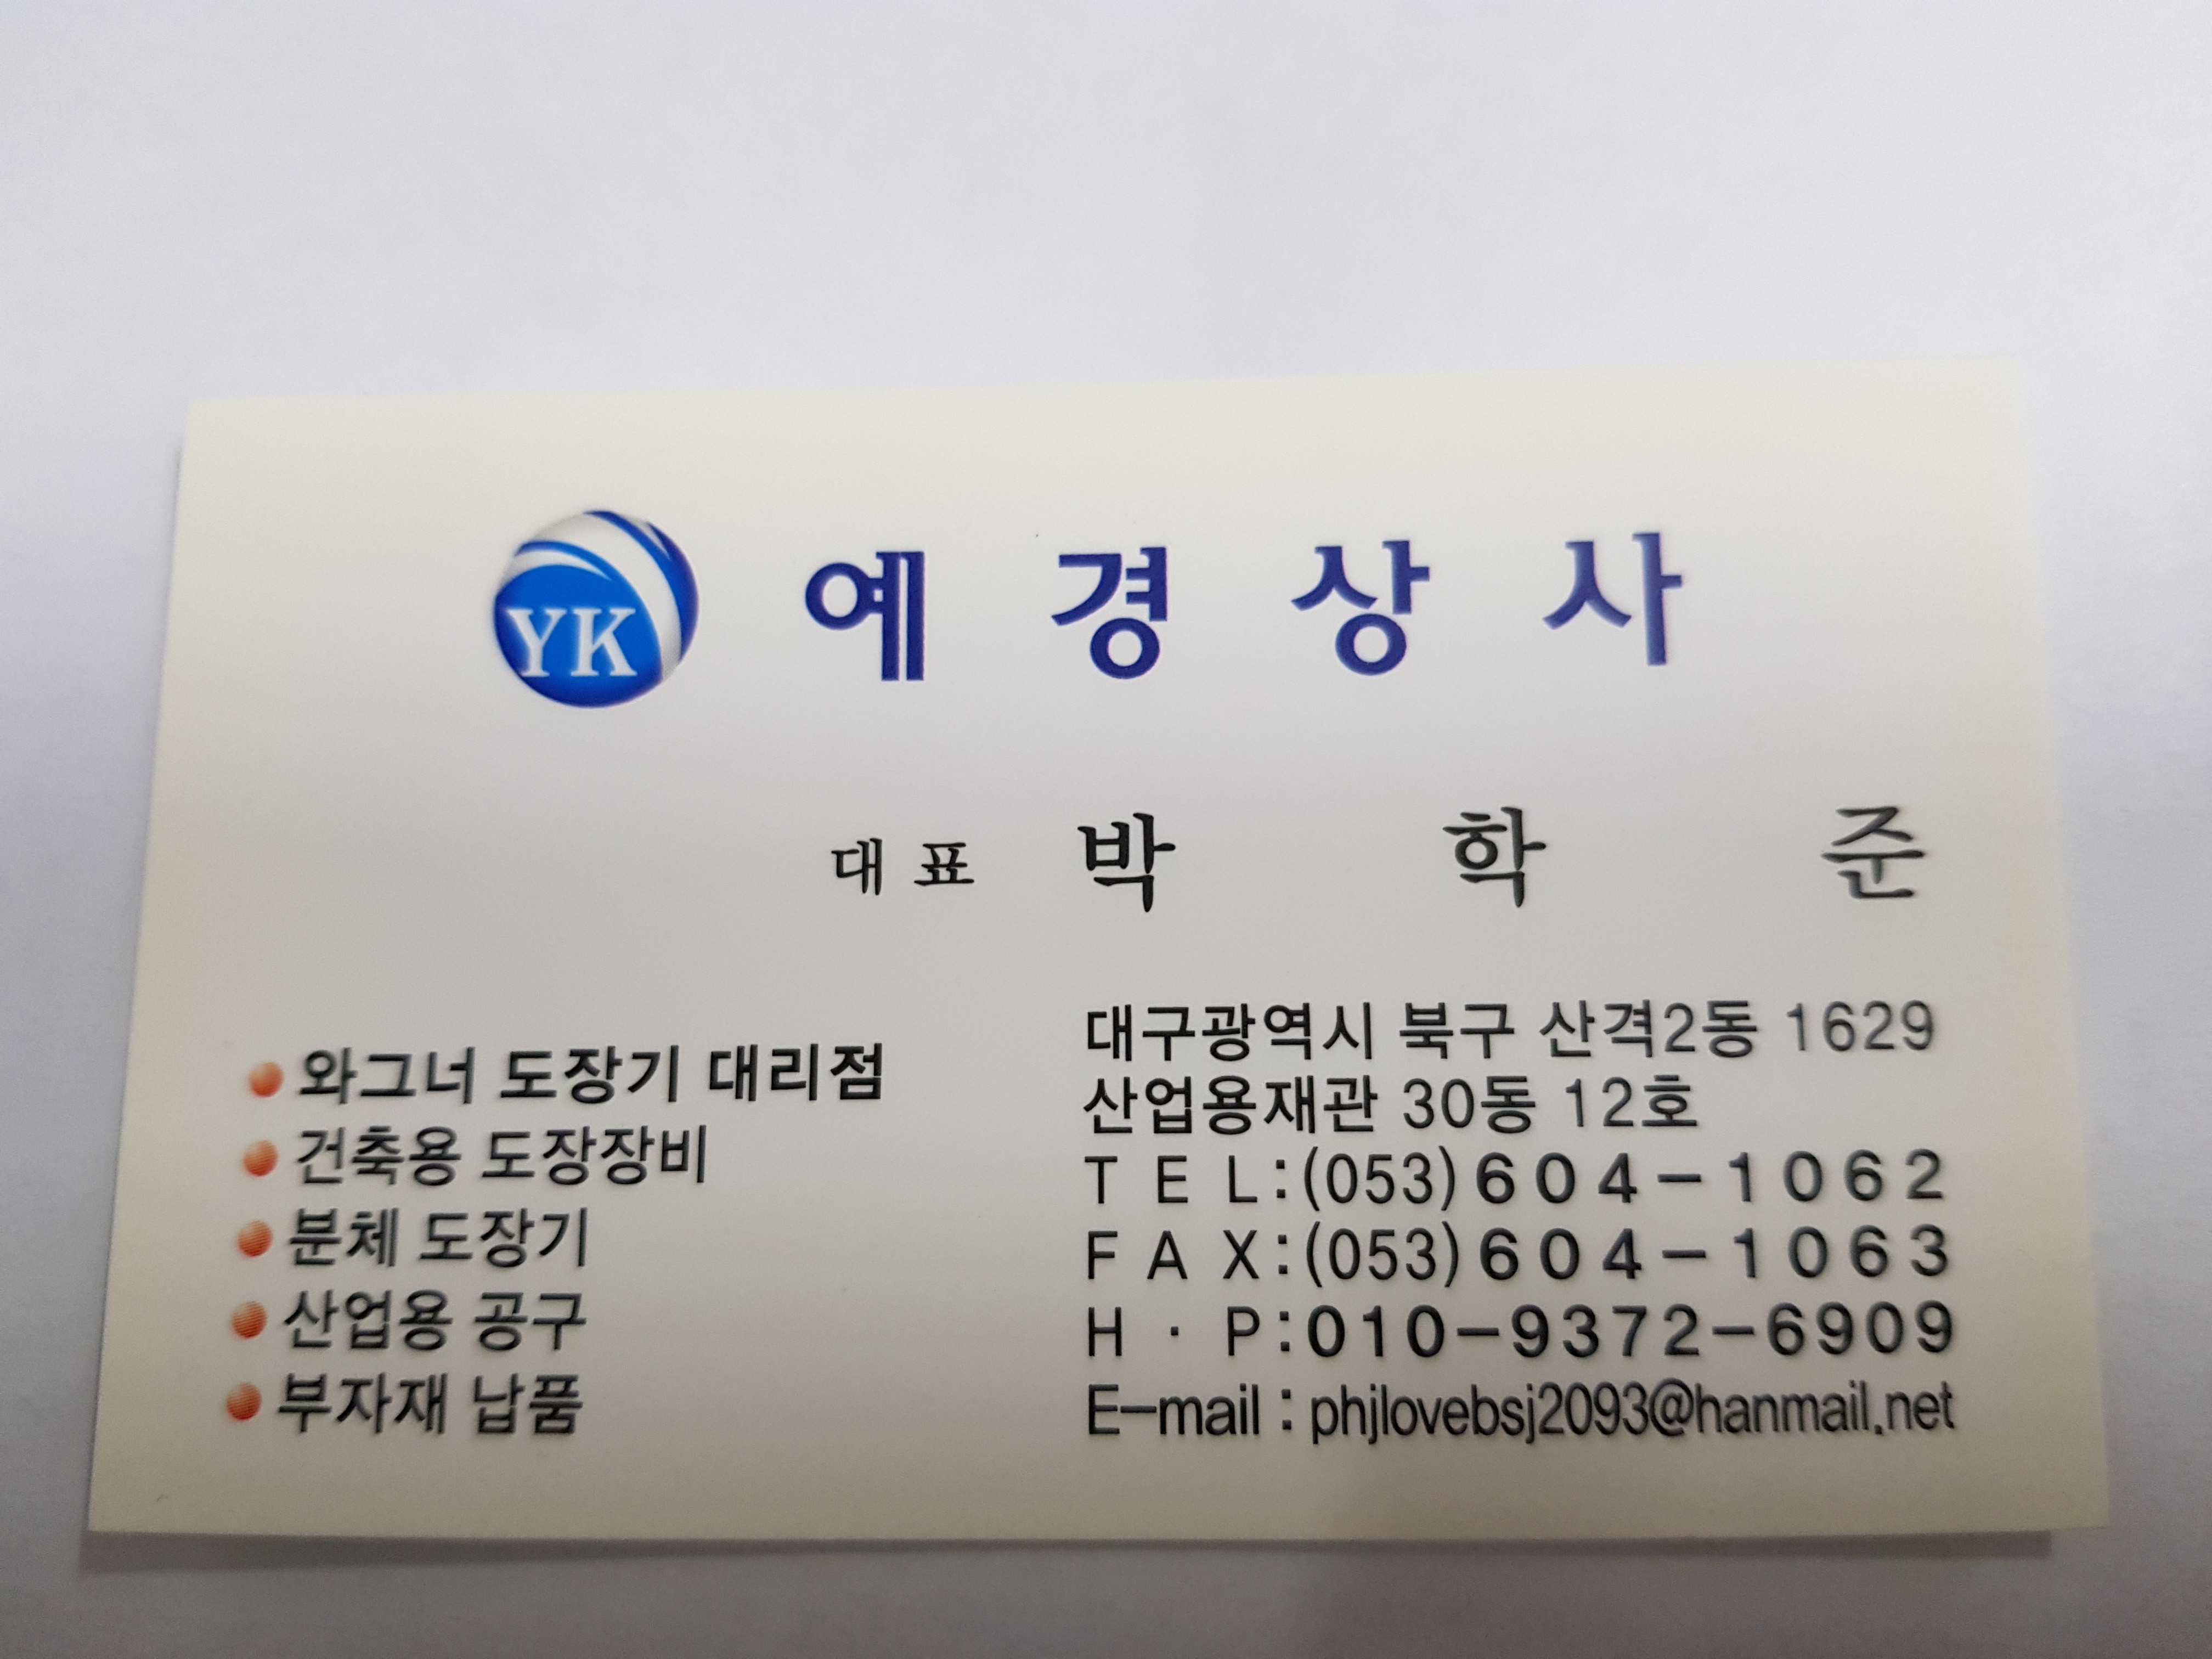 YK 예경상사
대표 박학준
와그너 도장기 대리점
건축용 도장장비
분체 도장기
산업용 공구
부자재 납품
대구광역시 북구 산격2동 1629
산업용재관 30동 12호
TEL:(053)604-1062
FAX:(053)604-1063
H·P:010-9372-6909
E-mail : phjlovebsj2093@hanmail.net